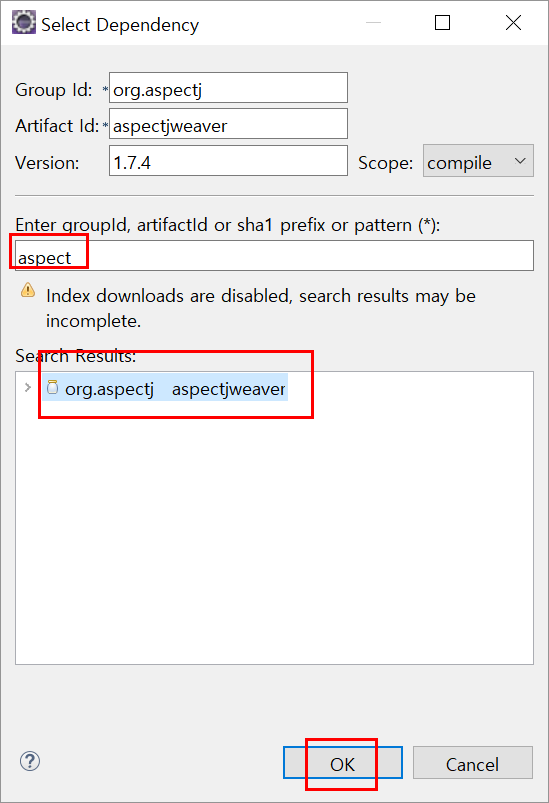 Select Dependency
Group Id: * org.aspectj
Artifact Id: * aspectjweaver
Version: 1.7.4 Scope: compile
Enter groupId, artifactId or sha1 prefix or pattern (*):
aspect
Index downloads are disabled, search results may be
incomplete.
Search Results:
org.aspectj aspectjweaver
? OK Cancel